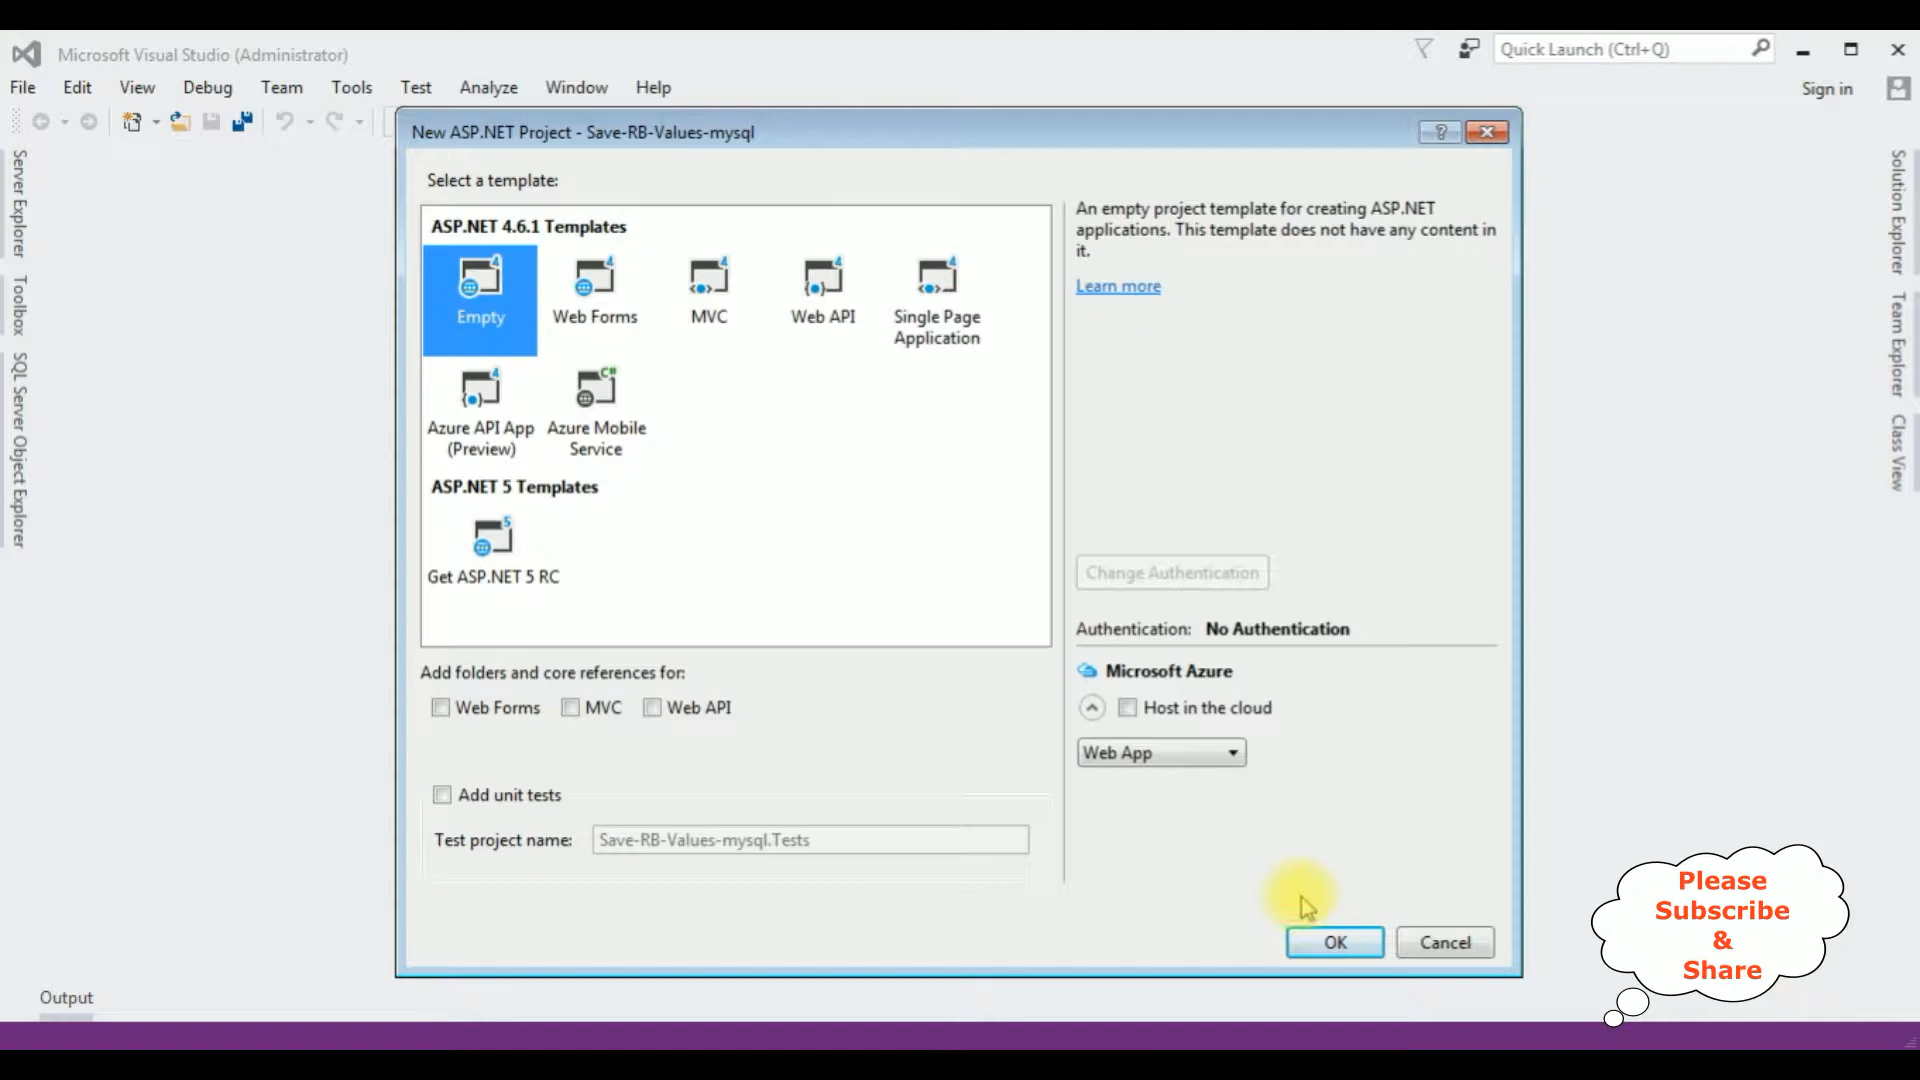 Microsoft Visual Studio (Administrator)
Quick Launch (Ctrl+Q)
File Edit View Debug Team Tools Test Analyze Window Help
Sign in
New ASP.NET Project - Save-RB-Values-mysql
?
Server Explorer
Toolbox
SQL Server Object Explorer
Select a template:
ASP.NET 4.6.1 Templates
4 4 4 4 4
Empty Web Forms MVC Web API Single Page
Application
4 C#
Azure API App Azure Mobile
(Preview) Service
ASP.NET 5 Templates
5
Get ASP.NET 5 RC
Add folders and core references for:
Web Forms MVC Web API
Add unit tests
Test project name: Save-RB-Values-mysql.Tests
An empty project template for creating ASP.NET
applications. This template does not have any content in
it.
Learn more
Change Authentication
Authentication: No Authentication
Microsoft Azure
Host in the cloud
Web App
OK Cancel
Solution Explorer
Team Explorer
Class View
Please
Subscribe
&
Share
Output